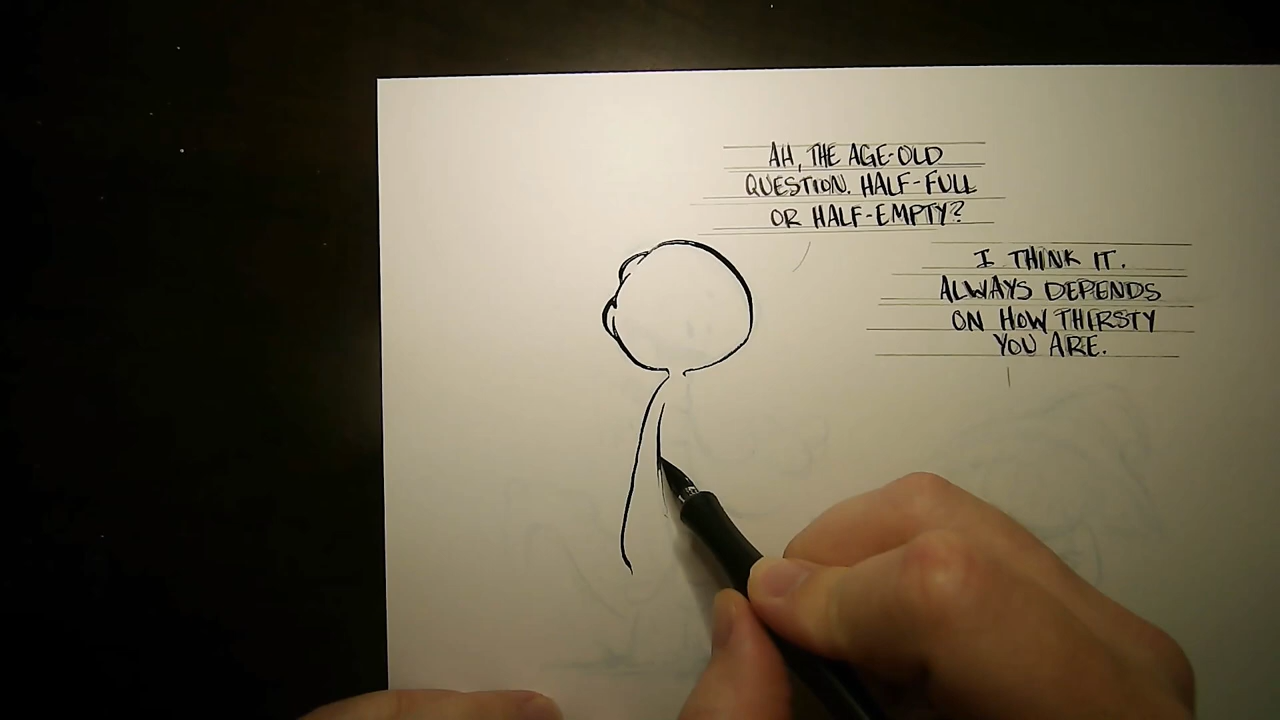 AH, THE AGE-OLD
QUESTION. HALF-FULL
OR HALF-EMPTY?
I THINK IT.
ALWAYS DEPENDS
ON HOW THIRSTY
YOU ARE.